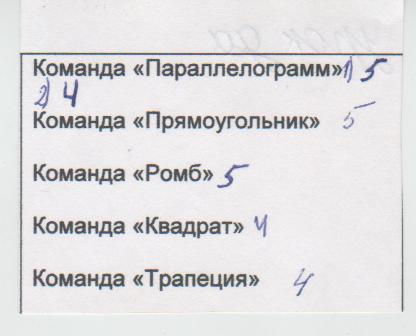 Команда «Параллелограмм» 1) 5
2) 4
Команда «Прямоугольник» 5
Команда «Ромб» 5
Команда «Квадрат» 4
Команда «Трапеция» 4